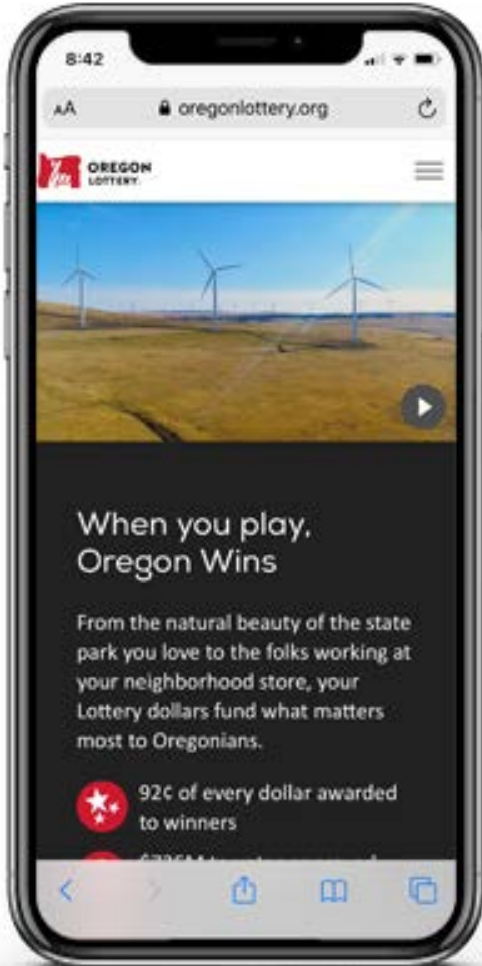 8:42
AA oregonlottery.org
OREGON
LOTTERY
When you play,
Oregon Wins
From the natural beauty of the state
park you love to the folks working at
your neighborhood store, your
Lottery dollars fund what matters
most to Oregonians.
92¢ of every dollar awarded
to winners